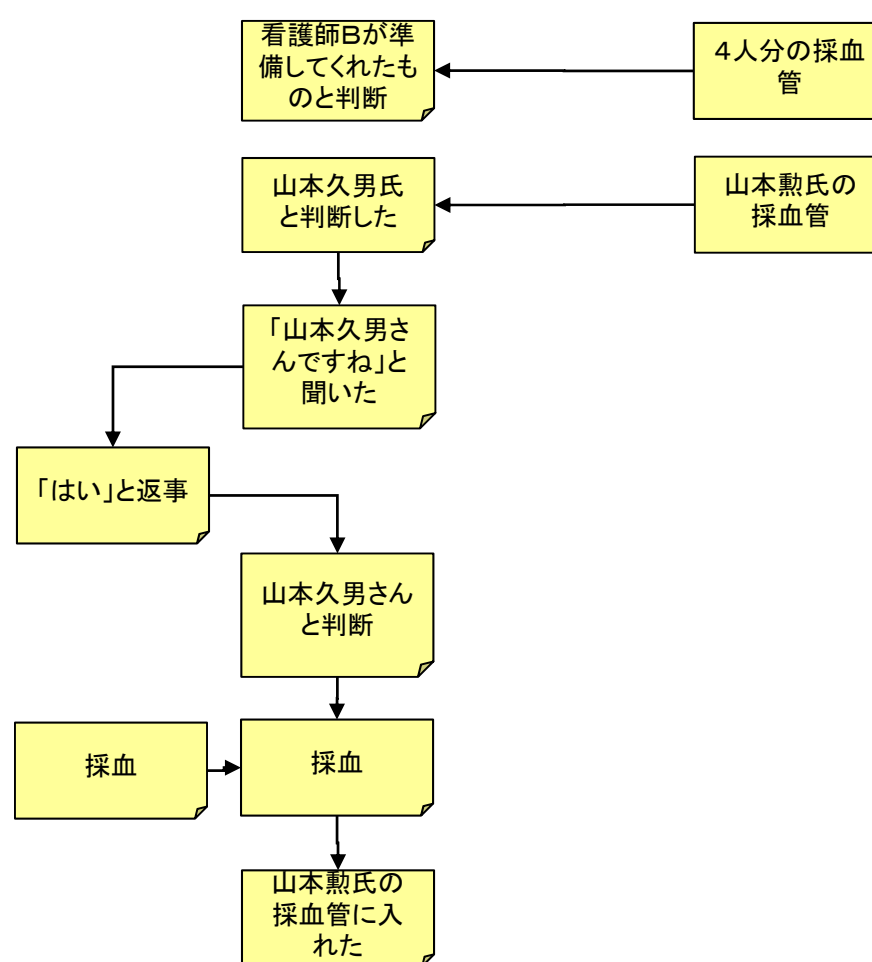 看護師Bが準
備してくれたも
のと判断
４人分の採血
管
山本久男氏
と判断した
山本勲氏の
採血管
「山本久男さ
んですね」と
聞いた
「はい」と返事
山本久男さん
と判断
採血
採血
山本勲氏の
採血管に入
れた